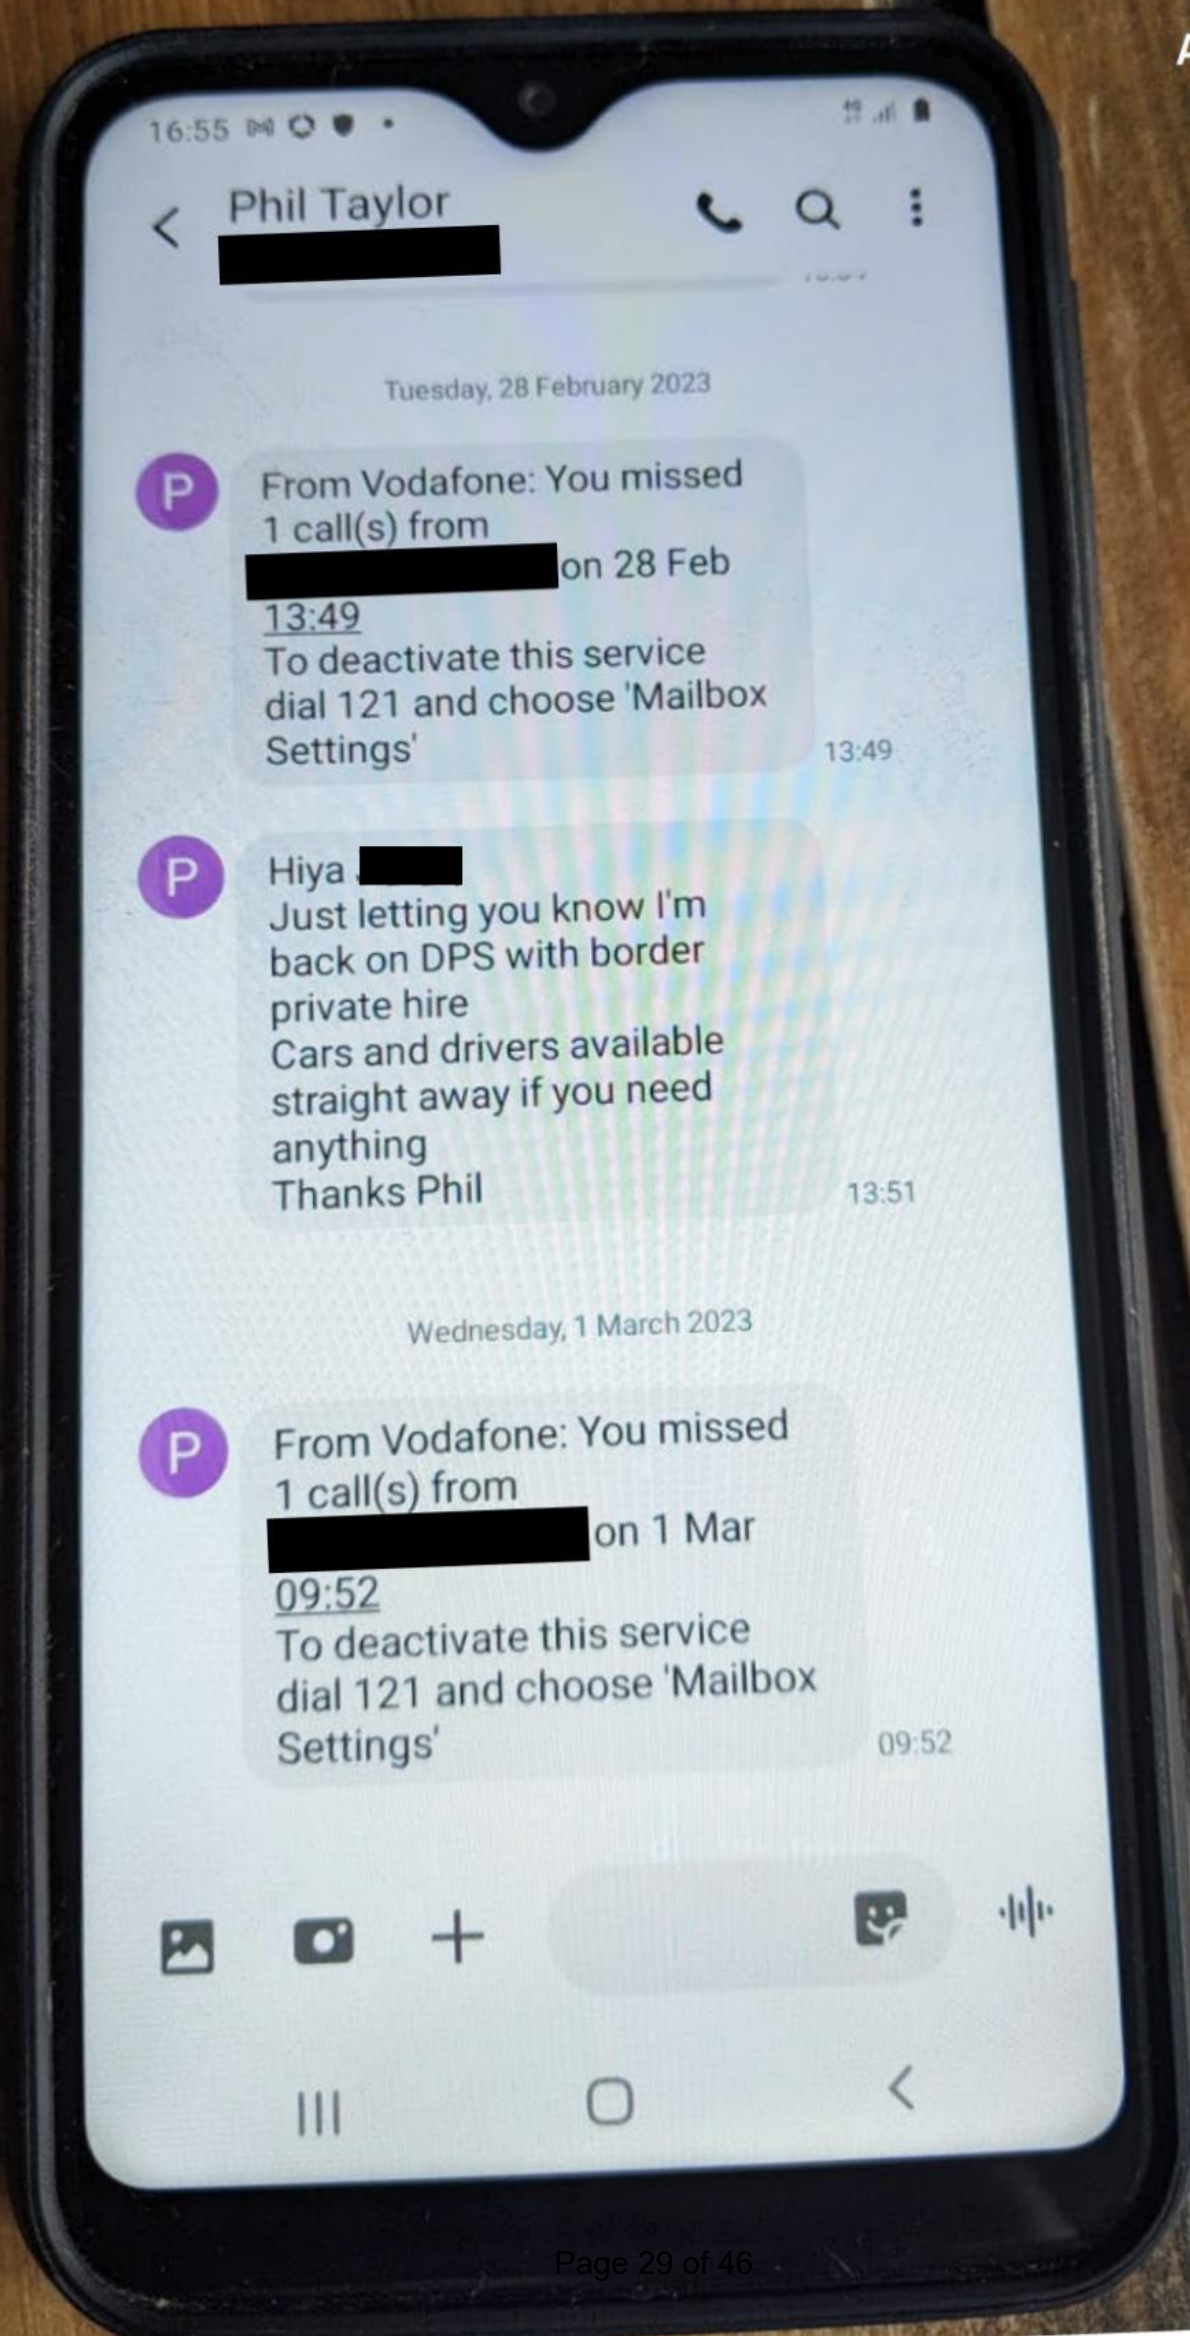 A
16:55
Phil Taylor
Tuesday, 28 February 2023
P
From Vodafone: You missed
1 call(s) from
on 28 Feb
13:49
To deactivate this service
dial 121 and choose 'Mailbox
Settings'
13:49
P
Hiya
Just letting you know I'm
back on DPS with border
private hire
Cars and drivers available
straight away if you need
anything
Thanks Phil
13:51
Wednesday, 1 March 2023
P
From Vodafone: You missed
1 call(s) from
on 1 Mar
09:52
To deactivate this service
dial 121 and choose 'Mailbox
Settings'
09:52
Page 29 of 46